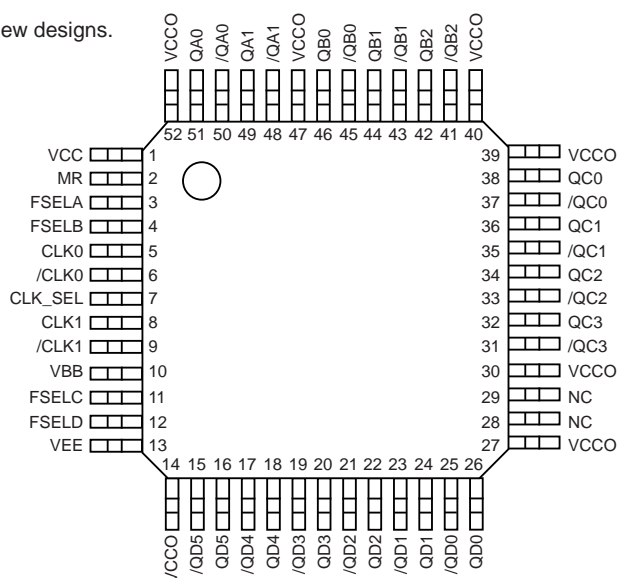 ew designs.
VCCO QA0 /QA0 QA1 /QA1 VCCO QB0 /QB0 QB1 /QB1 QB2 /QB2 VCCO
52 51 50 49 48 47 46 45 44 43 42 41 40
VCC 1 39 VCCO
MR 2 38 QC0
FSELA 3 37 /QC0
FSELB 4 36 QC1
CLK0 5 35 /QC1
/CLK0 6 34 QC2
CLK_SEL 7 33 /QC2
CLK1 8 32 QC3
/CLK1 9 31 /QC3
VBB 10 30 VCCO
FSELC 11 29 NC
FSELD 12 28 NC
VEE 13 27 VCCO
14 15 16 17 18 19 20 21 22 23 24 25 26
/CCO /QD5 QD5 /QD4 QD4 /QD3 QD3 /QD2 QD2 /QD1 QD1 /QD0 QD0